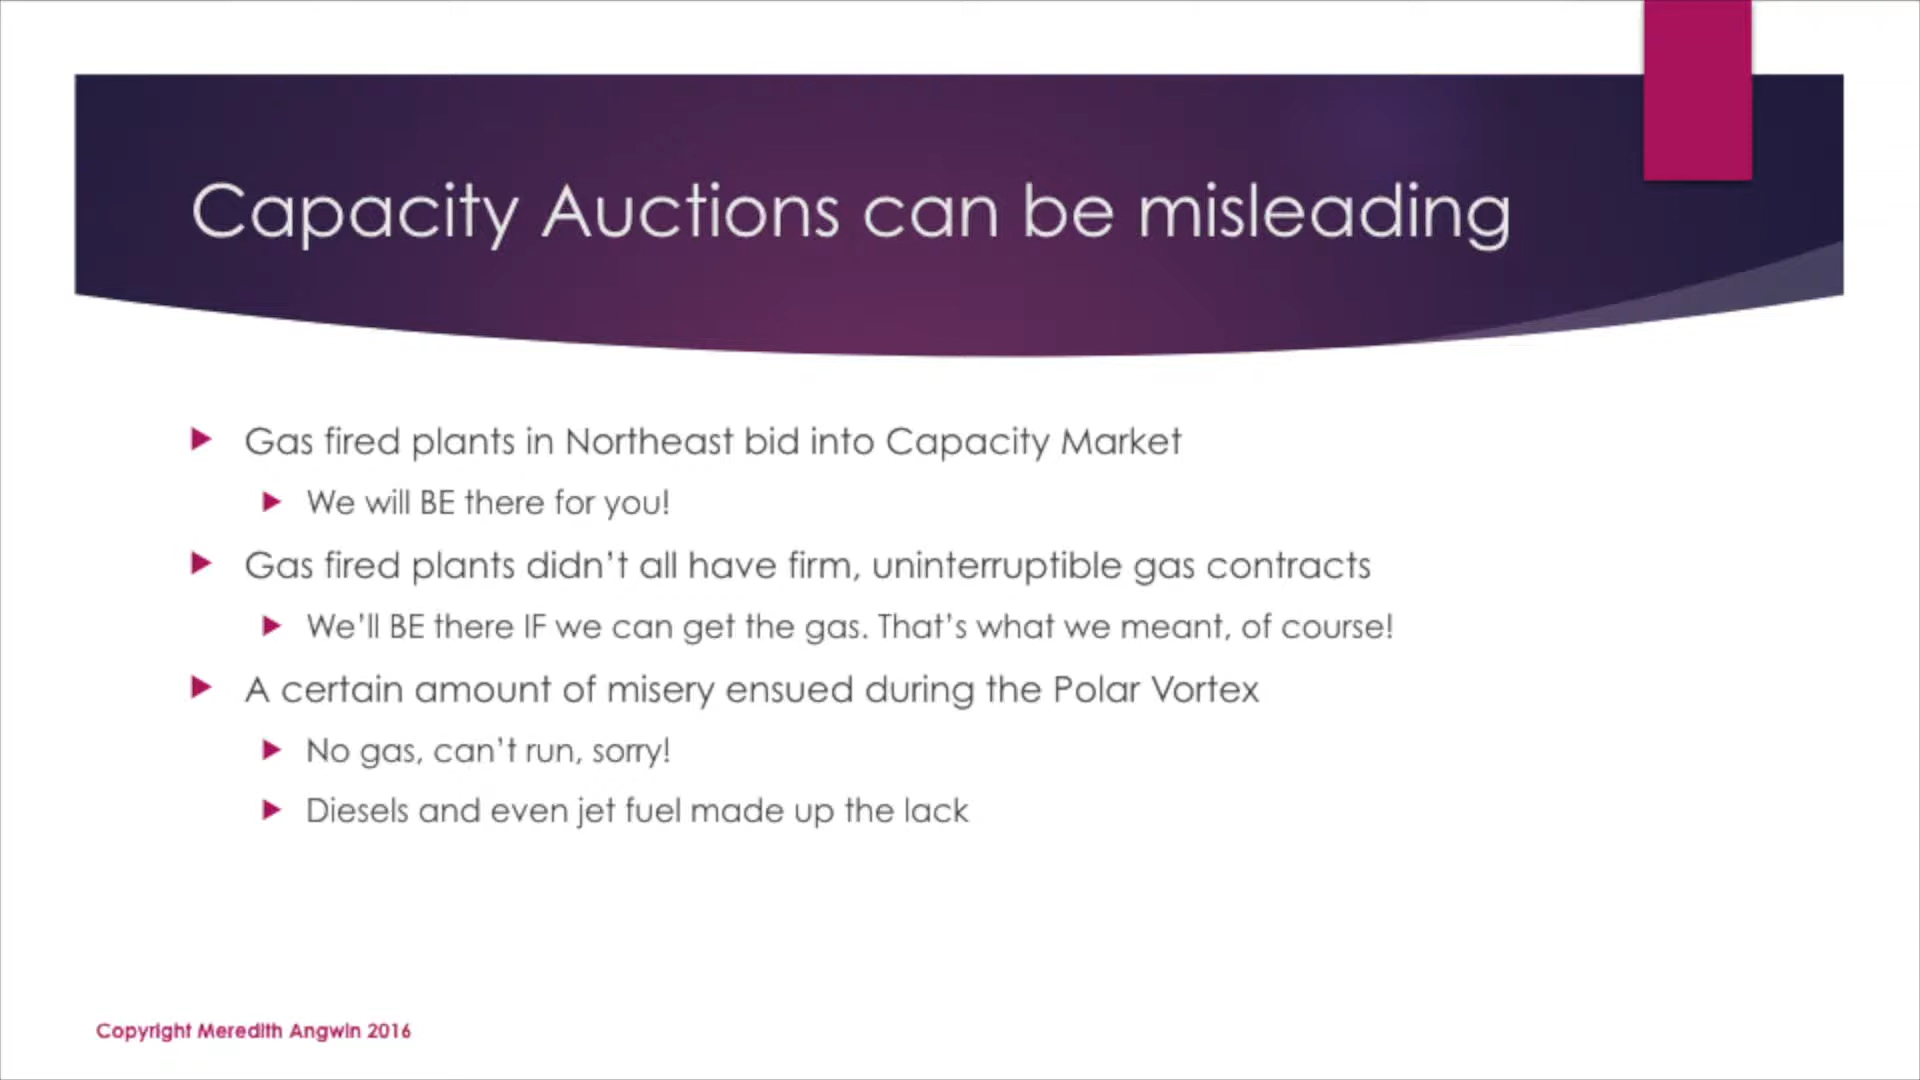 Capacity Auctions can be misleading
Gas fired plants in Northeast bid into Capacity Market
We will BE there for you!
Gas fired plants didn't all have firm, uninterruptible gas contracts
We'll BE there IF we can get the gas. That's what we meant, of course!
A certain amount of misery ensued during the Polar Vortex
No gas, can't run, sorry!
Diesels and even jet fuel made up the lack
Copyright Meredith Angwin 2016